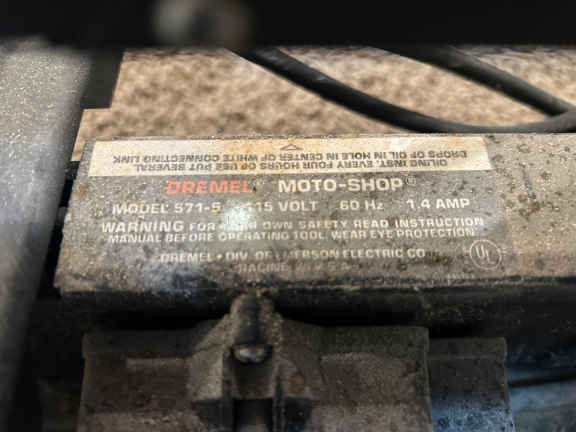 OILING INST. EVERY FOUR HOURS OF USE PUT SEVERAL
DROPS OF OIL IN HOLE IN CENTER OF WHITE CONNECTING LINK
DREMEL® MOTO-SHOP®
MODEL 571-5 115 VOLT 60 Hz 1.4 AMP
WARNING FOR YOUR OWN SAFETY READ INSTRUCTION
MANUAL BEFORE OPERATING TOOL WEAR EYE PROTECTION
DREMEL • DIV. OF EMERSON ELECTRIC CO
RACINE
UL